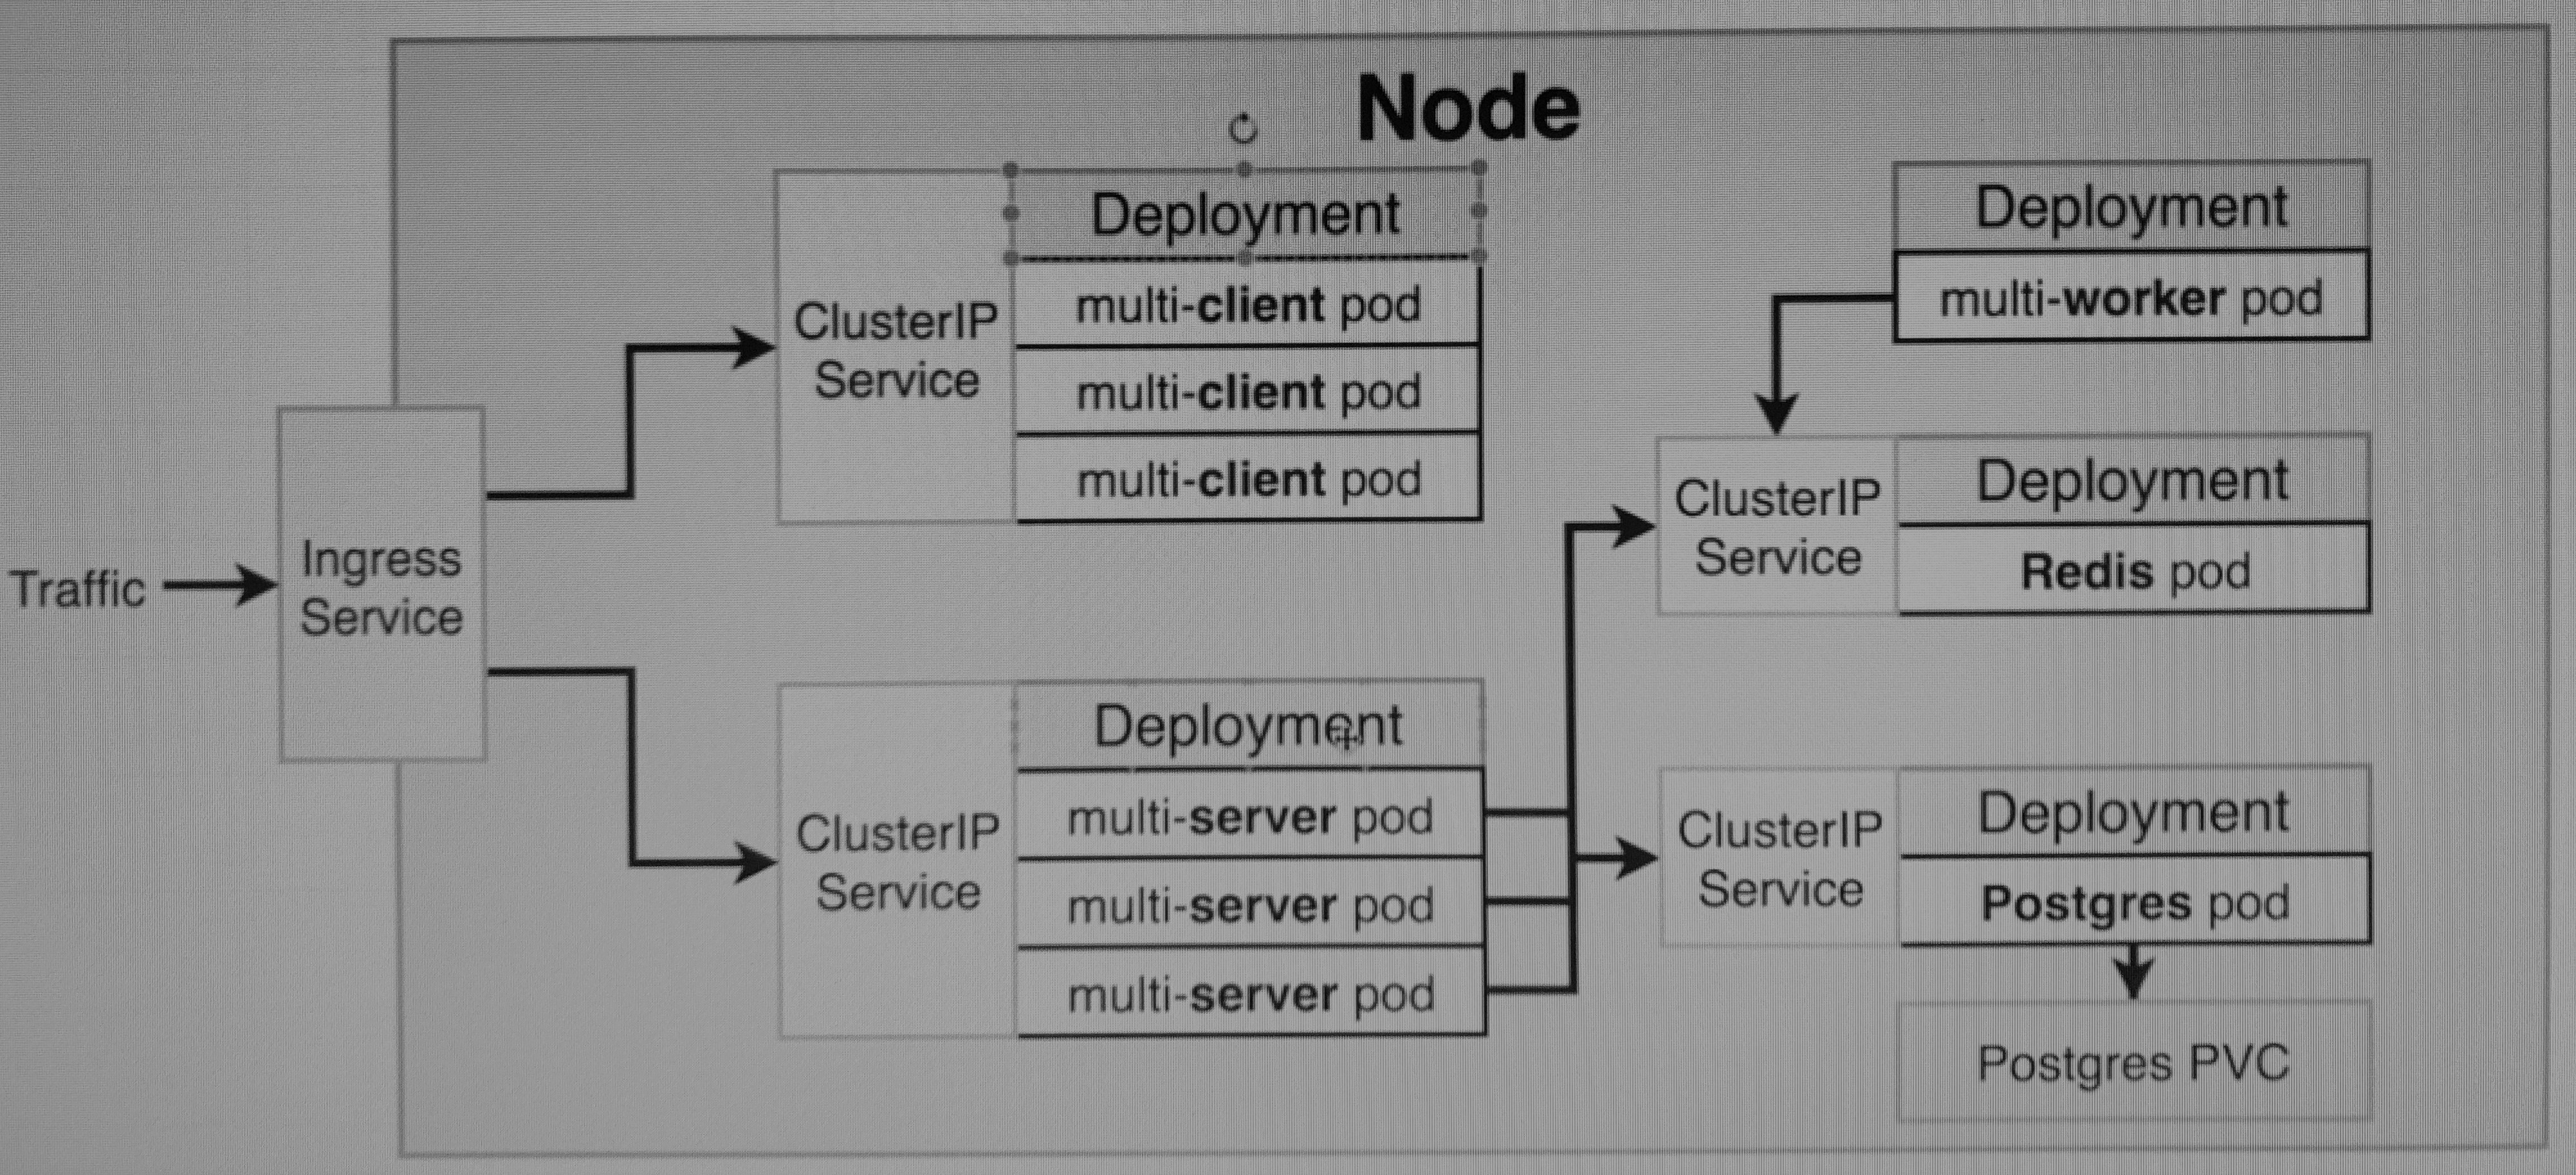 Node
Traffic
Ingress
Service
ClusterIP
Service
Deployment
multi-client pod
multi-client pod
multi-client pod
ClusterIP
Service
Deployment
multi-server pod
multi-server pod
multi-server pod
Deployment
multi-worker pod
ClusterIP
Service
Deployment
Redis pod
ClusterIP
Service
Deployment
Postgres pod
Postgres PVC